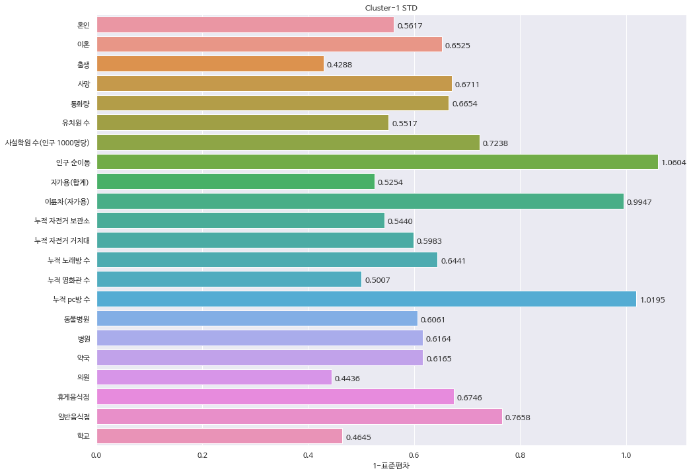 Cluster-1 STD
혼인 0.5617
이혼 0.6525
출생 0.4288
사망 0.6711
통화량 0.6654
유치원 수 0.5517
사설학원 수(인구 1000명당) 0.7238
인구 순이동 1.0604
자가용(합계) 0.5254
이륜차(자가용) 0.9947
누적 자전거 보관소 0.5440
누적 자전거 거치대 0.5983
누적 노래방 수 0.6441
누적 영화관 수 0.5007
누적 pc방 수 1.0195
동물병원 0.6061
병원 0.6164
약국 0.6165
의원 0.4436
휴게음식점 0.6746
일반음식점 0.7658
학교 0.4645
0.0 0.2 0.4 0.6 0.8 1.0
1-표준편차